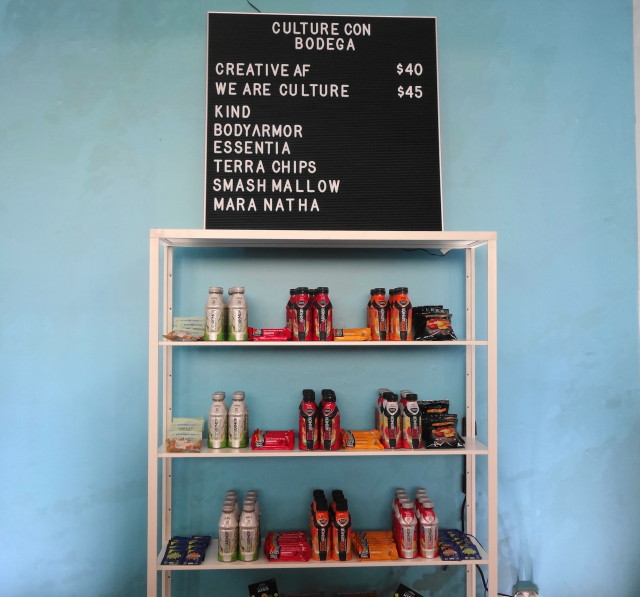 CULTURE CON
BODEGA
CREATIVE AF $40
WE ARE CULTURE $45
KIND
BODYARMOR
ESSENTIA
TERRA CHIPS
SMASH MALLOW
MARA NATHA